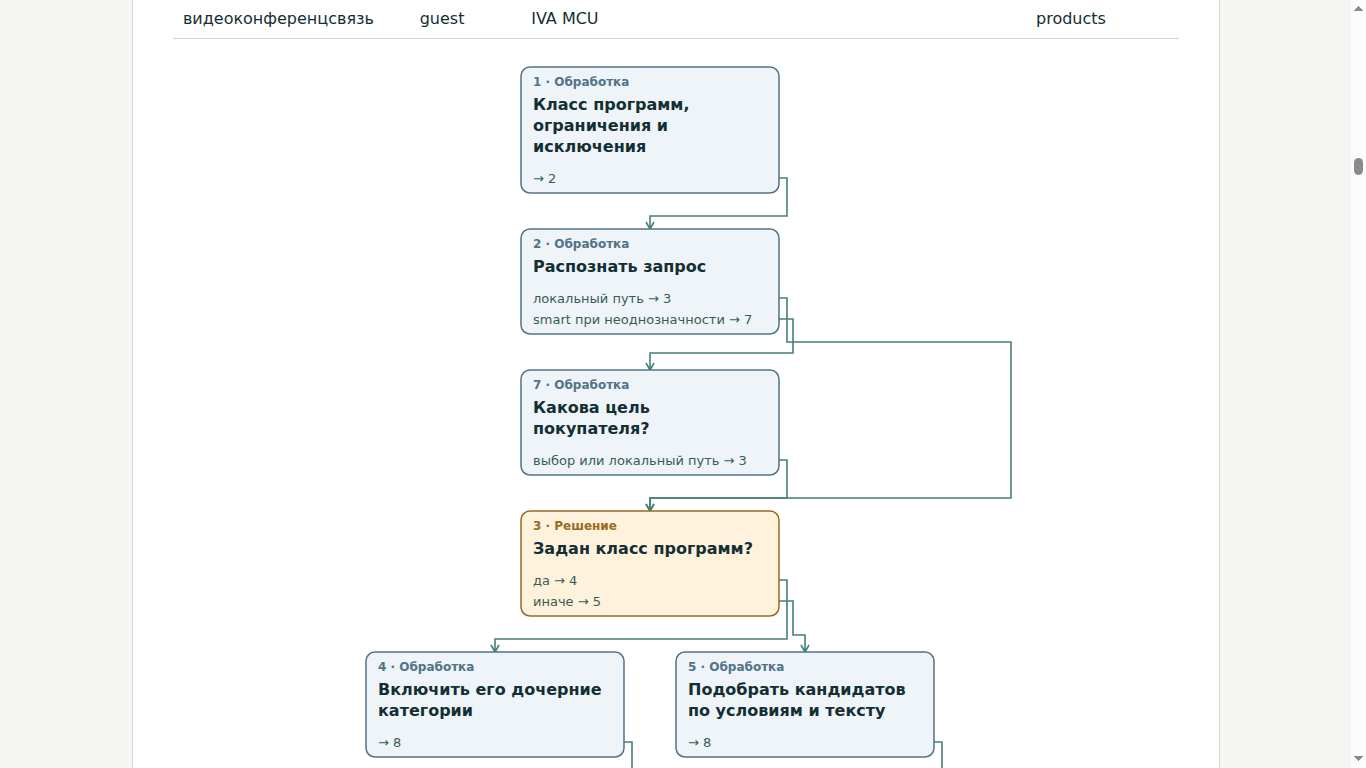 видеоконференцсвязь guest IVA MCU products
1 · Обработка
Класс программ,
ограничения и
исключения
→ 2
2 · Обработка
Распознать запрос
локальный путь → 3
smart при неоднозначности → 7
7 · Обработка
Какова цель
покупателя?
выбор или локальный путь → 3
3 · Решение
Задан класс программ?
да → 4
иначе → 5
4 · Обработка
Включить его дочерние
категории
→ 8
5 · Обработка
Подобрать кандидатов
по условиям и тексту
→ 8